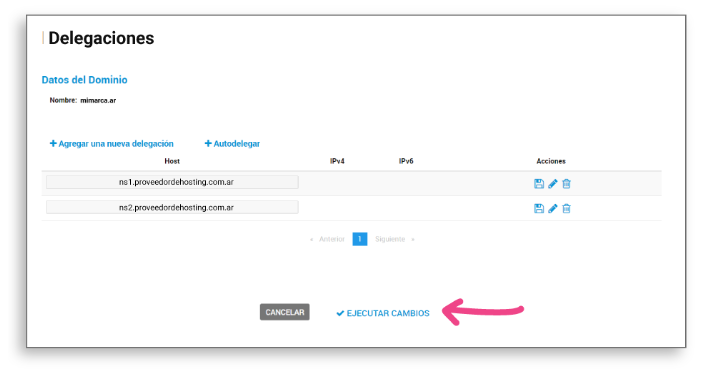 Delegaciones
Datos del Dominio
Nombre: mimarca.ar
+ Agregar una nueva delegación + Autodelegar
Host IPv4 IPv6 Acciones
ns1.proveedordehosting.com.ar
ns2.proveedordehosting.com.ar
« Anterior 1 Siguiente »
CANCELAR ✔ EJECUTAR CAMBIOS